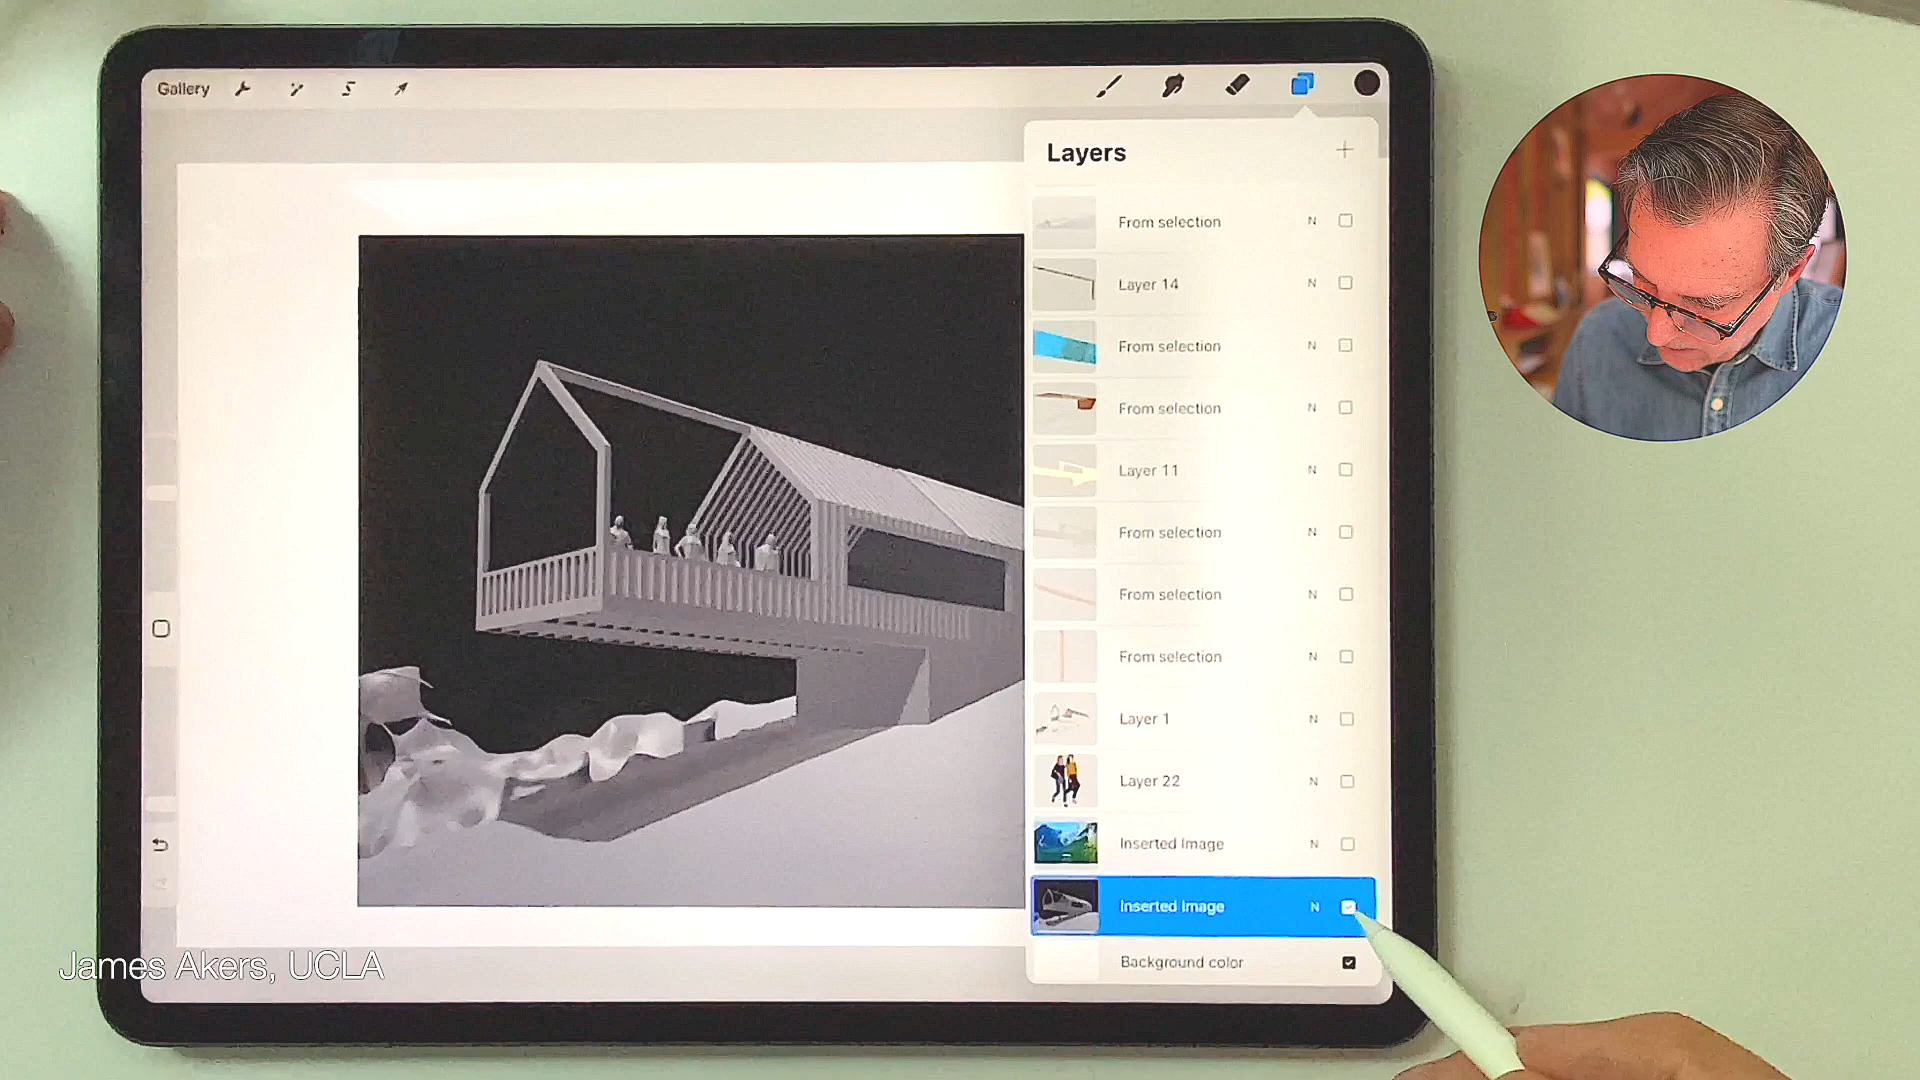 Gallery
Layers
From selection N
Layer 14 N
From selection N
From selection N
Layer 11 N
From selection N
From selection N
From selection N
Layer 1 N
Layer 22 N
Inserted Image N
Inserted Image N
Background color
James Akers, UCLA